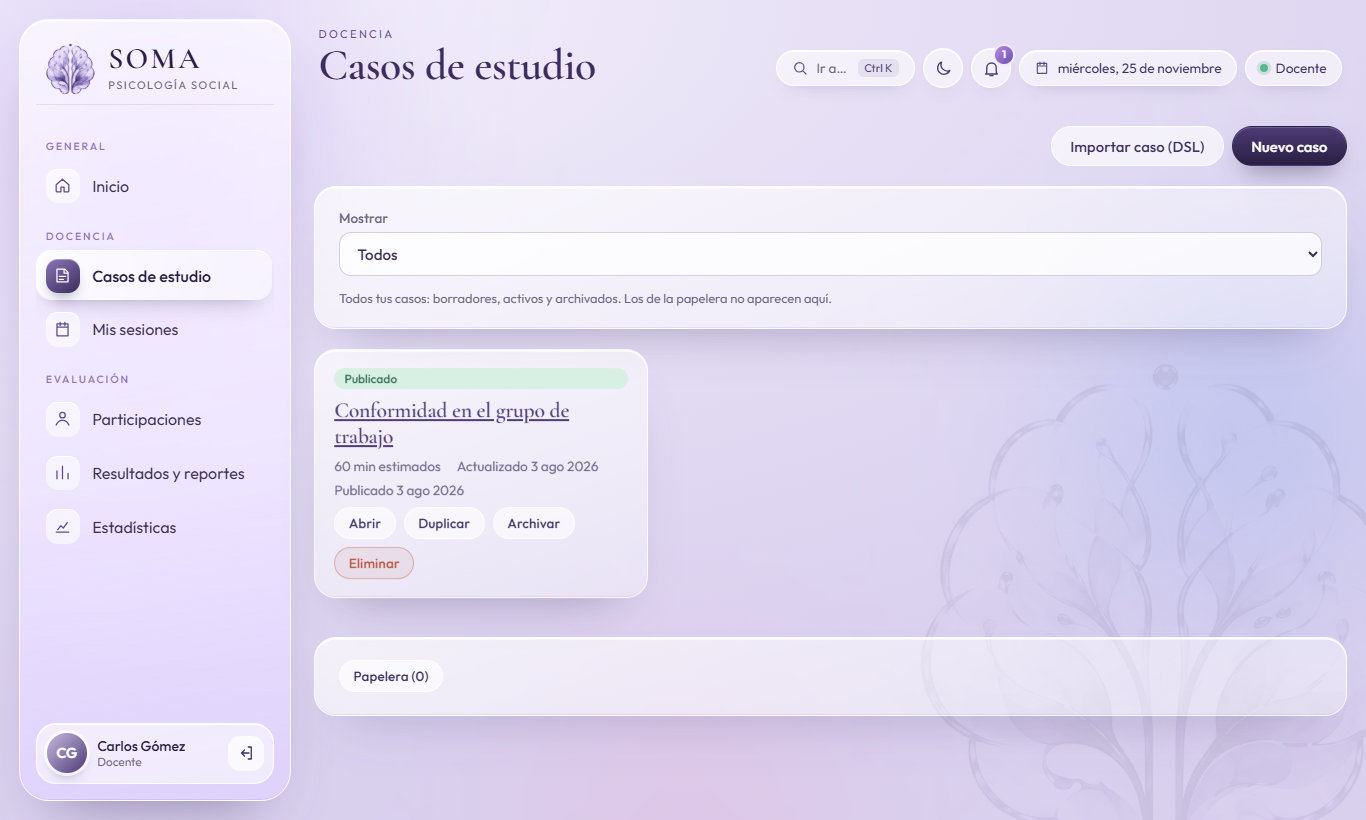 SOMA
PSICOLOGÍA SOCIAL
GENERAL
Inicio
DOCENCIA
Casos de estudio
Mis sesiones
EVALUACIÓN
Participaciones
Resultados y reportes
Estadísticas
CG
Carlos Gómez
Docente
DOCENCIA
Casos de estudio
Ir a...
Ctrl K
1
miércoles, 25 de noviembre
Docente
Importar caso (DSL)
Nuevo caso
Mostrar
Todos
Todos tus casos: borradores, activos y archivados. Los de la papelera no aparecen aquí.
Publicado
Conformidad en el grupo de
trabajo
60 min estimados Actualizado 3 ago 2026
Publicado 3 ago 2026
Abrir Duplicar Archivar
Eliminar
Papelera (0)